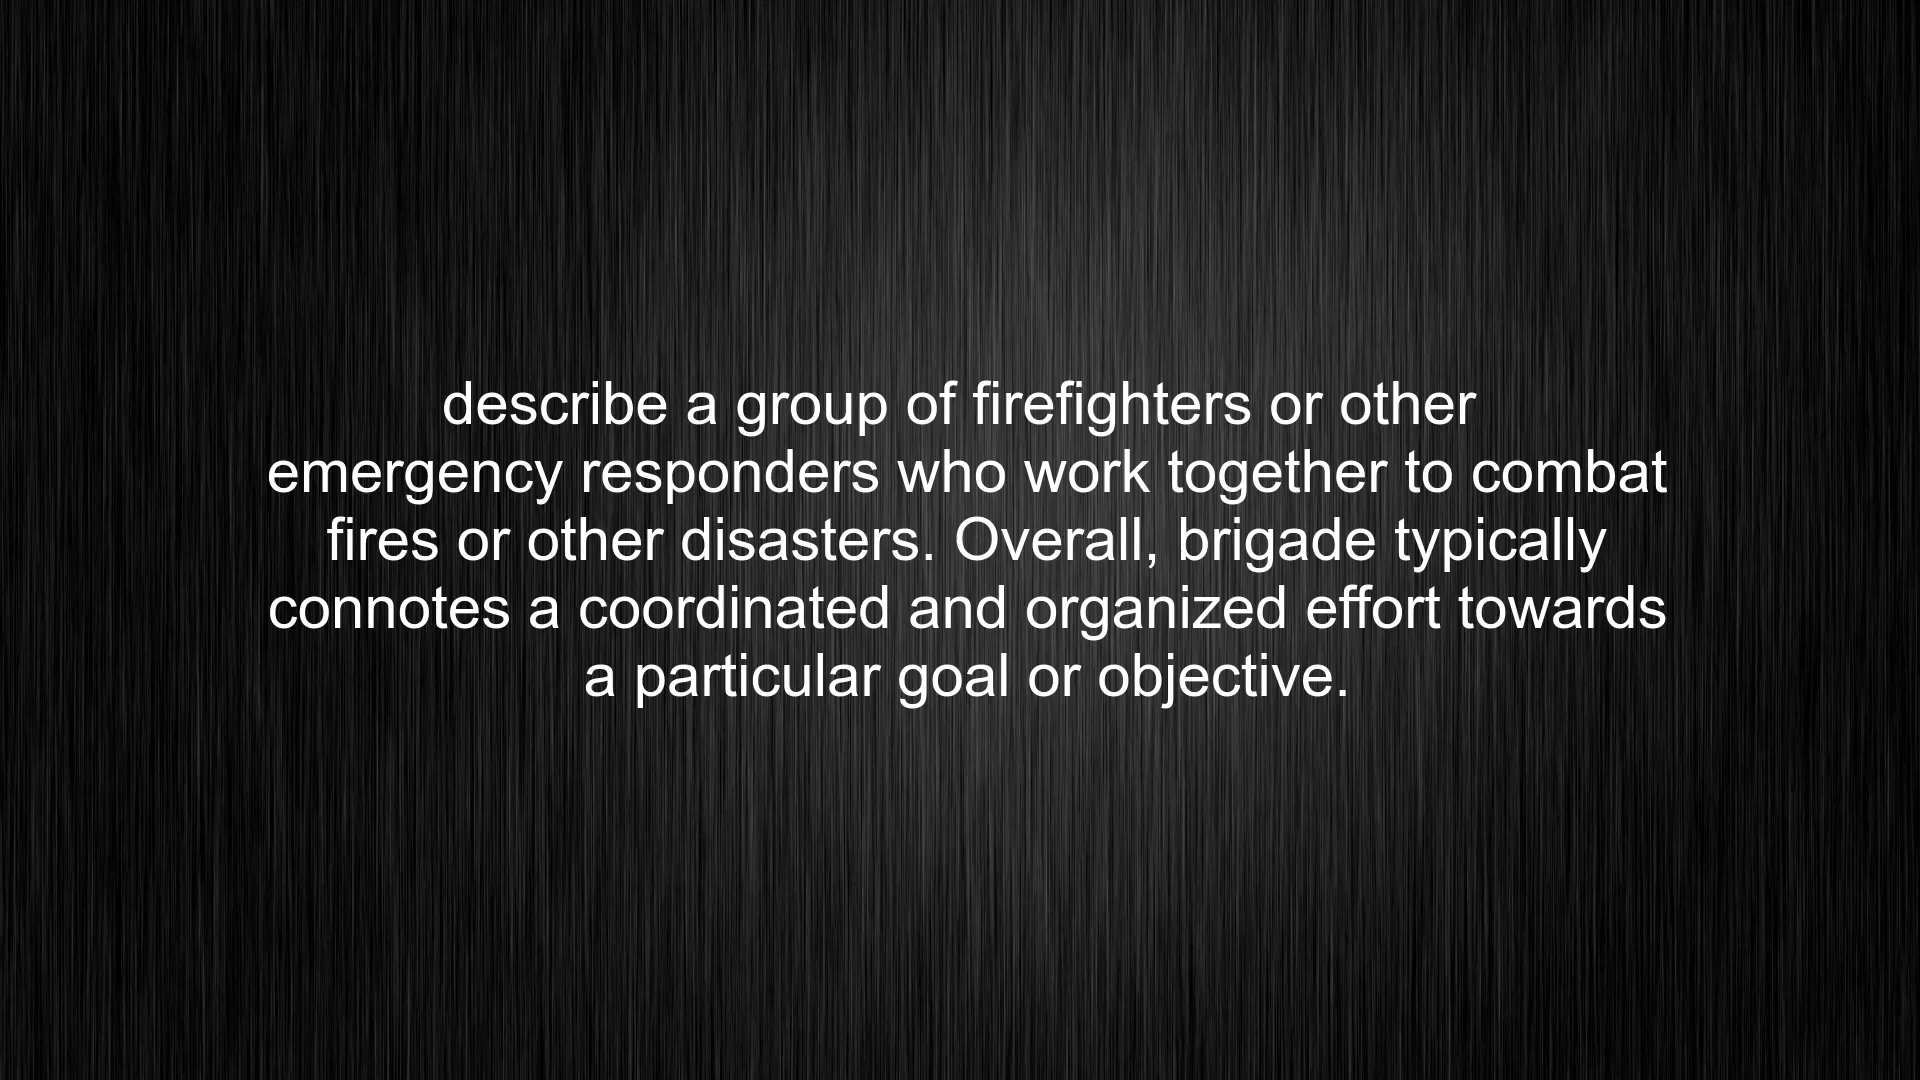 describe a group of firefighters or other
emergency responders who work together to combat
fires or other disasters. Overall, brigade typically
connotes a coordinated and organized effort towards
a particular goal or objective.